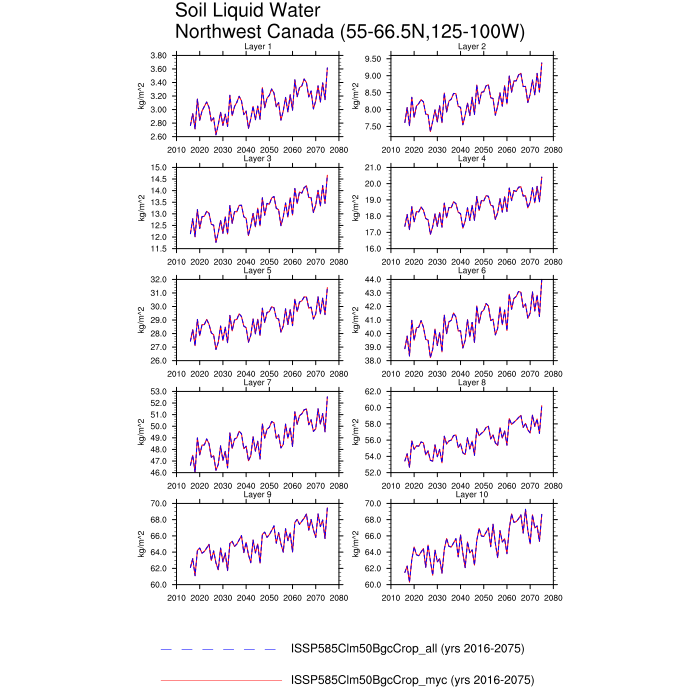 Soil Liquid Water
Northwest Canada (55-66.5N,125-100W)
Layer 1
3.80
3.60
3.40
3.20
3.00
2.80
2.60
kg/m^2
2010 2020 2030 2040 2050 2060 2070 2080
Layer 2
9.50
9.00
8.50
8.00
7.50
kg/m^2
2010 2020 2030 2040 2050 2060 2070 2080
Layer 3
15.0
14.5
14.0
13.5
13.0
12.5
12.0
11.5
kg/m^2
2010 2020 2030 2040 2050 2060 2070 2080
Layer 4
21.0
20.0
19.0
18.0
17.0
16.0
kg/m^2
2010 2020 2030 2040 2050 2060 2070 2080
Layer 5
32.0
31.0
30.0
29.0
28.0
27.0
26.0
kg/m^2
2010 2020 2030 2040 2050 2060 2070 2080
Layer 6
44.0
43.0
42.0
41.0
40.0
39.0
38.0
kg/m^2
2010 2020 2030 2040 2050 2060 2070 2080
Layer 7
53.0
52.0
51.0
50.0
49.0
48.0
47.0
46.0
kg/m^2
2010 2020 2030 2040 2050 2060 2070 2080
Layer 8
62.0
60.0
58.0
56.0
54.0
52.0
kg/m^2
2010 2020 2030 2040 2050 2060 2070 2080
Layer 9
70.0
68.0
66.0
64.0
62.0
60.0
kg/m^2
2010 2020 2030 2040 2050 2060 2070 2080
Layer 10
70.0
68.0
66.0
64.0
62.0
60.0
kg/m^2
2010 2020 2030 2040 2050 2060 2070 2080
ISSP585Clm50BgcCrop_all (yrs 2016-2075)
ISSP585Clm50BgcCrop_myc (yrs 2016-2075)